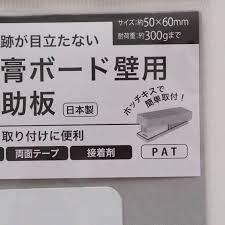 サイズ:約50×60mm
耐荷重:約300gまで
跡が目立たない
膏ボード壁用
助板
日本製
ホッチキスで
簡単取付!
取り付けに便利
両面テープ
接着剤
PAT